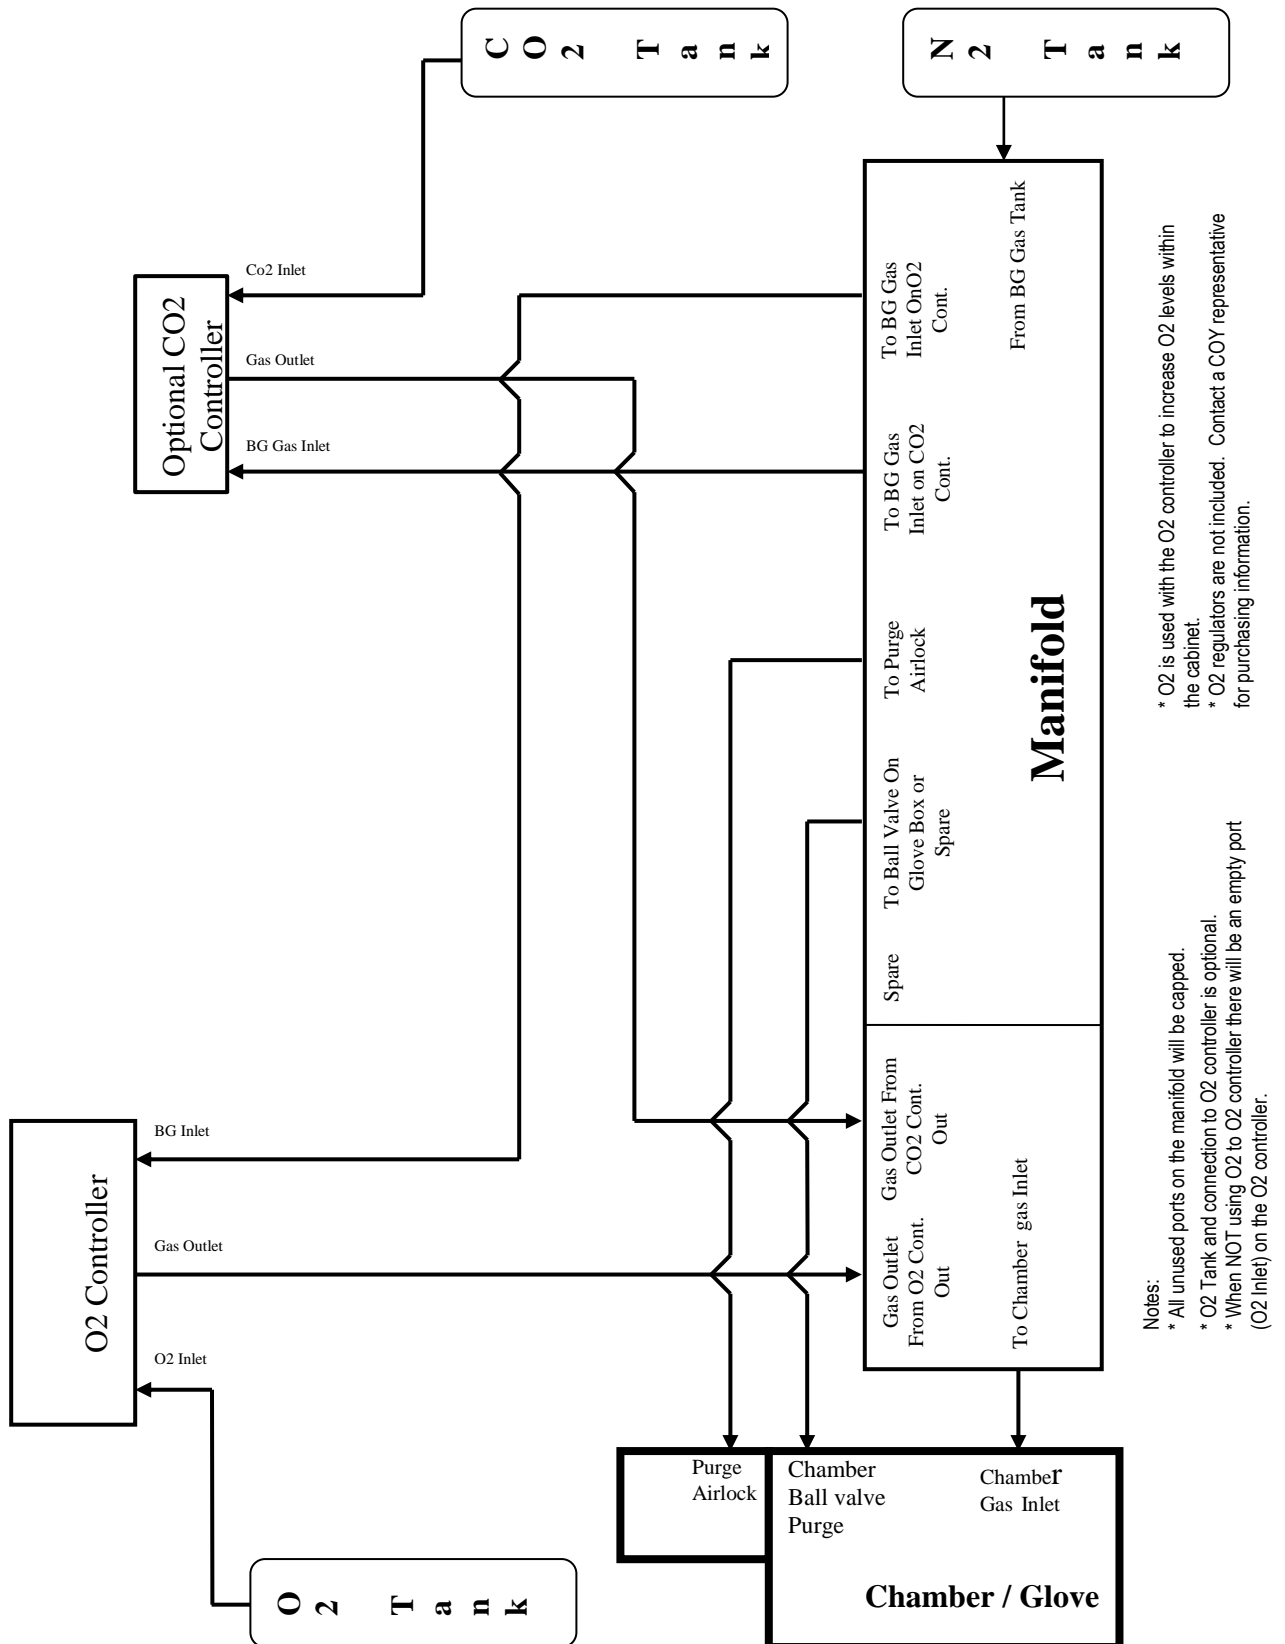 CO2 Tank
N2 Tank
Co2 Inlet
Gas Outlet
BG Gas Inlet
Optional CO2
Controller
To BG Gas
Inlet OnO2
Cont.
From BG Gas Tank
To BG Gas
Inlet on CO2
Cont.
To Purge
Airlock
To Ball Valve On
Glove Box or
Spare
Spare
Manifold
Gas Outlet From
CO2 Cont.
Out
Gas Outlet
From O2 Cont.
Out
To Chamber gas Inlet
O2 Controller
BG Inlet
Gas Outlet
O2 Inlet
O2 Tank
Purge
Airlock
Chamber
Ball valve
Purge
Chamber
Gas Inlet
Chamber / Glove
Notes:
* All unused ports on the manifold will be capped.
* O2 Tank and connection to O2 controller is optional.
* When NOT using O2 to O2 controller there will be an empty port
(O2 Inlet) on the O2 controller.
* O2 is used with the O2 controller to increase O2 levels within
the cabinet.
* O2 regulators are not included. Contact a COY representative
for purchasing information.